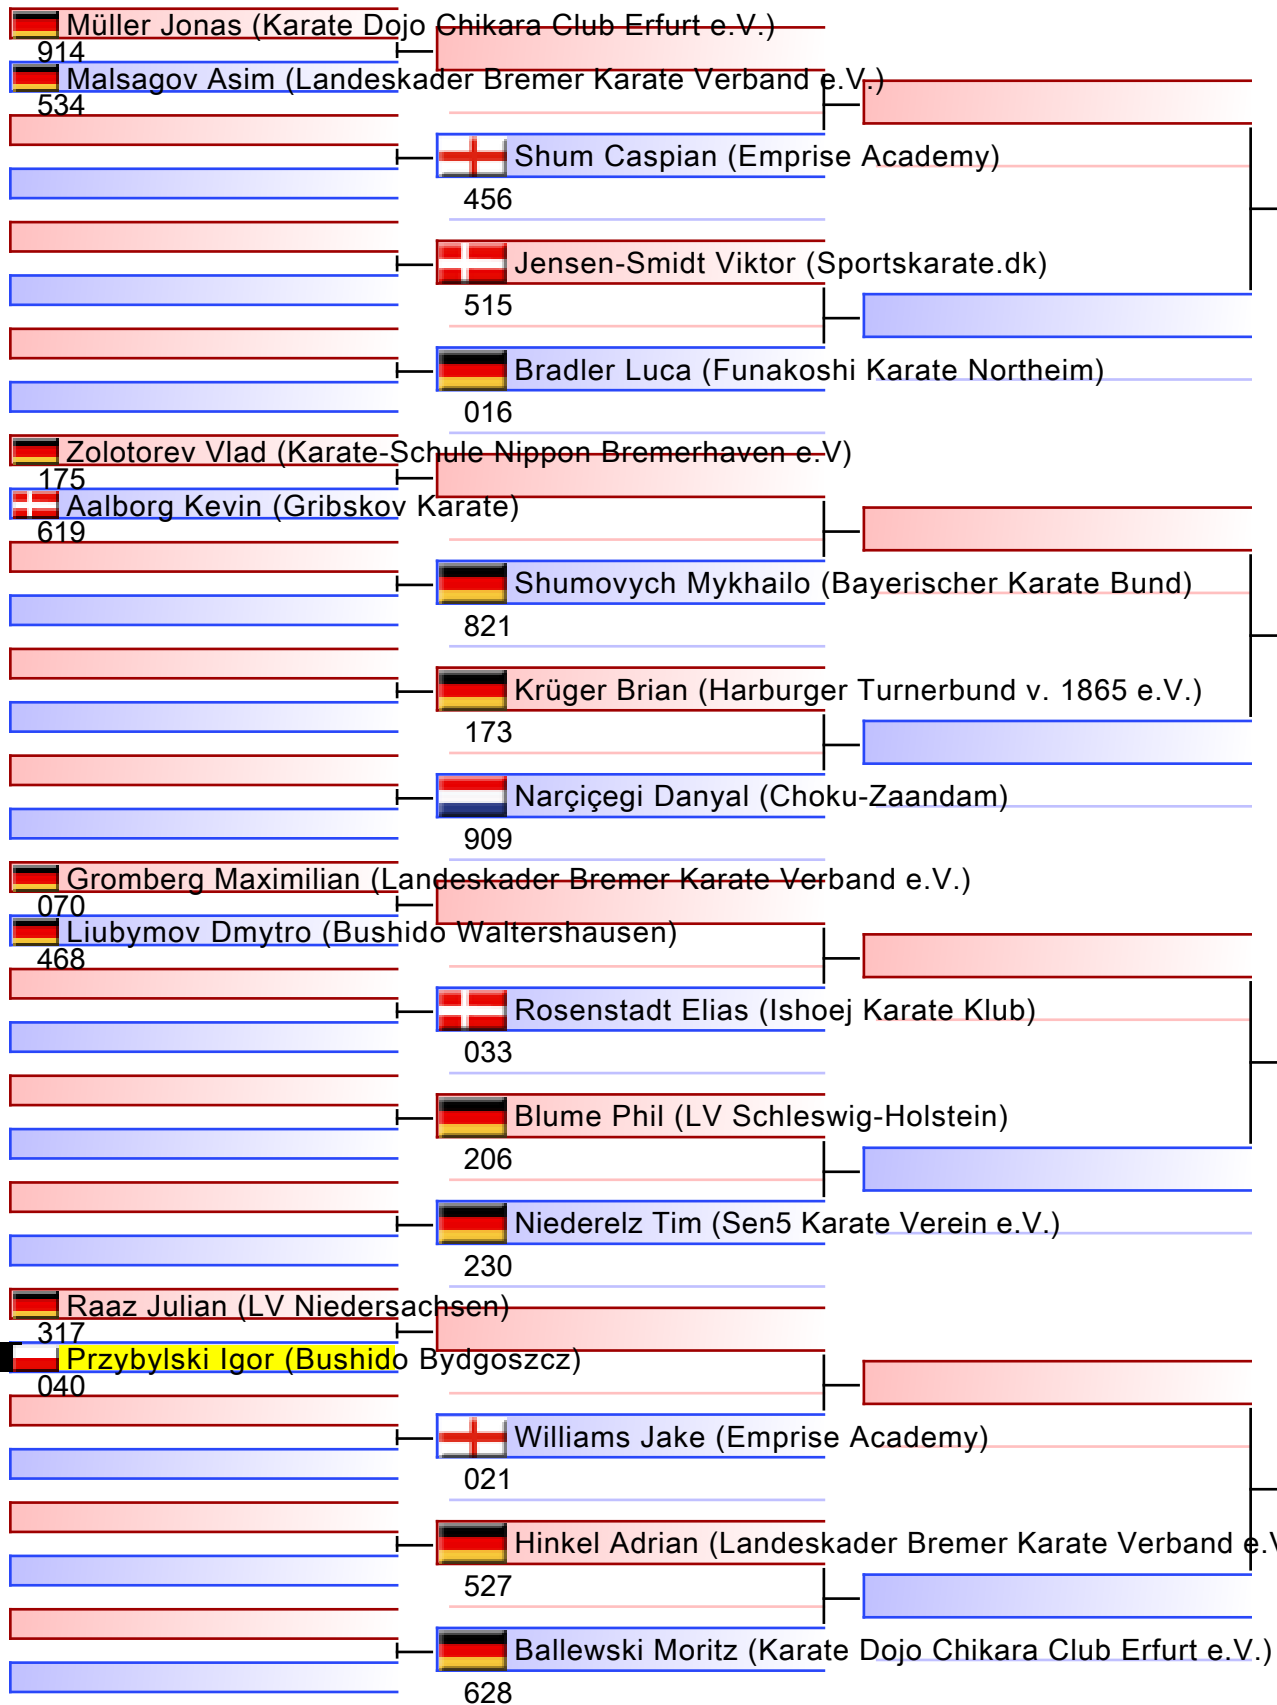 Müller Jonas (Karate Dojo Chikara Club Erfurt e.V.)
914
Malsagov Asim (Landeskader Bremer Karate Verband e.V.)
534
Shum Caspian (Emprise Academy)
456
Jensen-Smidt Viktor (Sportskarate.dk)
515
Bradler Luca (Funakoshi Karate Northeim)
016
Zolotorev Vlad (Karate-Schule Nippon Bremerhaven e.V)
175
Aalborg Kevin (Gribskov Karate)
619
Shumovych Mykhailo (Bayerischer Karate Bund)
821
Krüger Brian (Harburger Turnerbund v. 1865 e.V.)
173
Narçiçegi Danyal (Choku-Zaandam)
909
Gromberg Maximilian (Landeskader Bremer Karate Verband e.V.)
070
Liubymov Dmytro (Bushido Waltershausen)
468
Rosenstadt Elias (Ishoej Karate Klub)
033
Blume Phil (LV Schleswig-Holstein)
206
Niederelz Tim (Sen5 Karate Verein e.V.)
230
Raaz Julian (LV Niedersachsen)
317
Przybylski Igor (Bushido Bydgoszcz)
040
Williams Jake (Emprise Academy)
021
Hinkel Adrian (Landeskader Bremer Karate Verband e.V
527
Ballewski Moritz (Karate Dojo Chikara Club Erfurt e.V.)
628